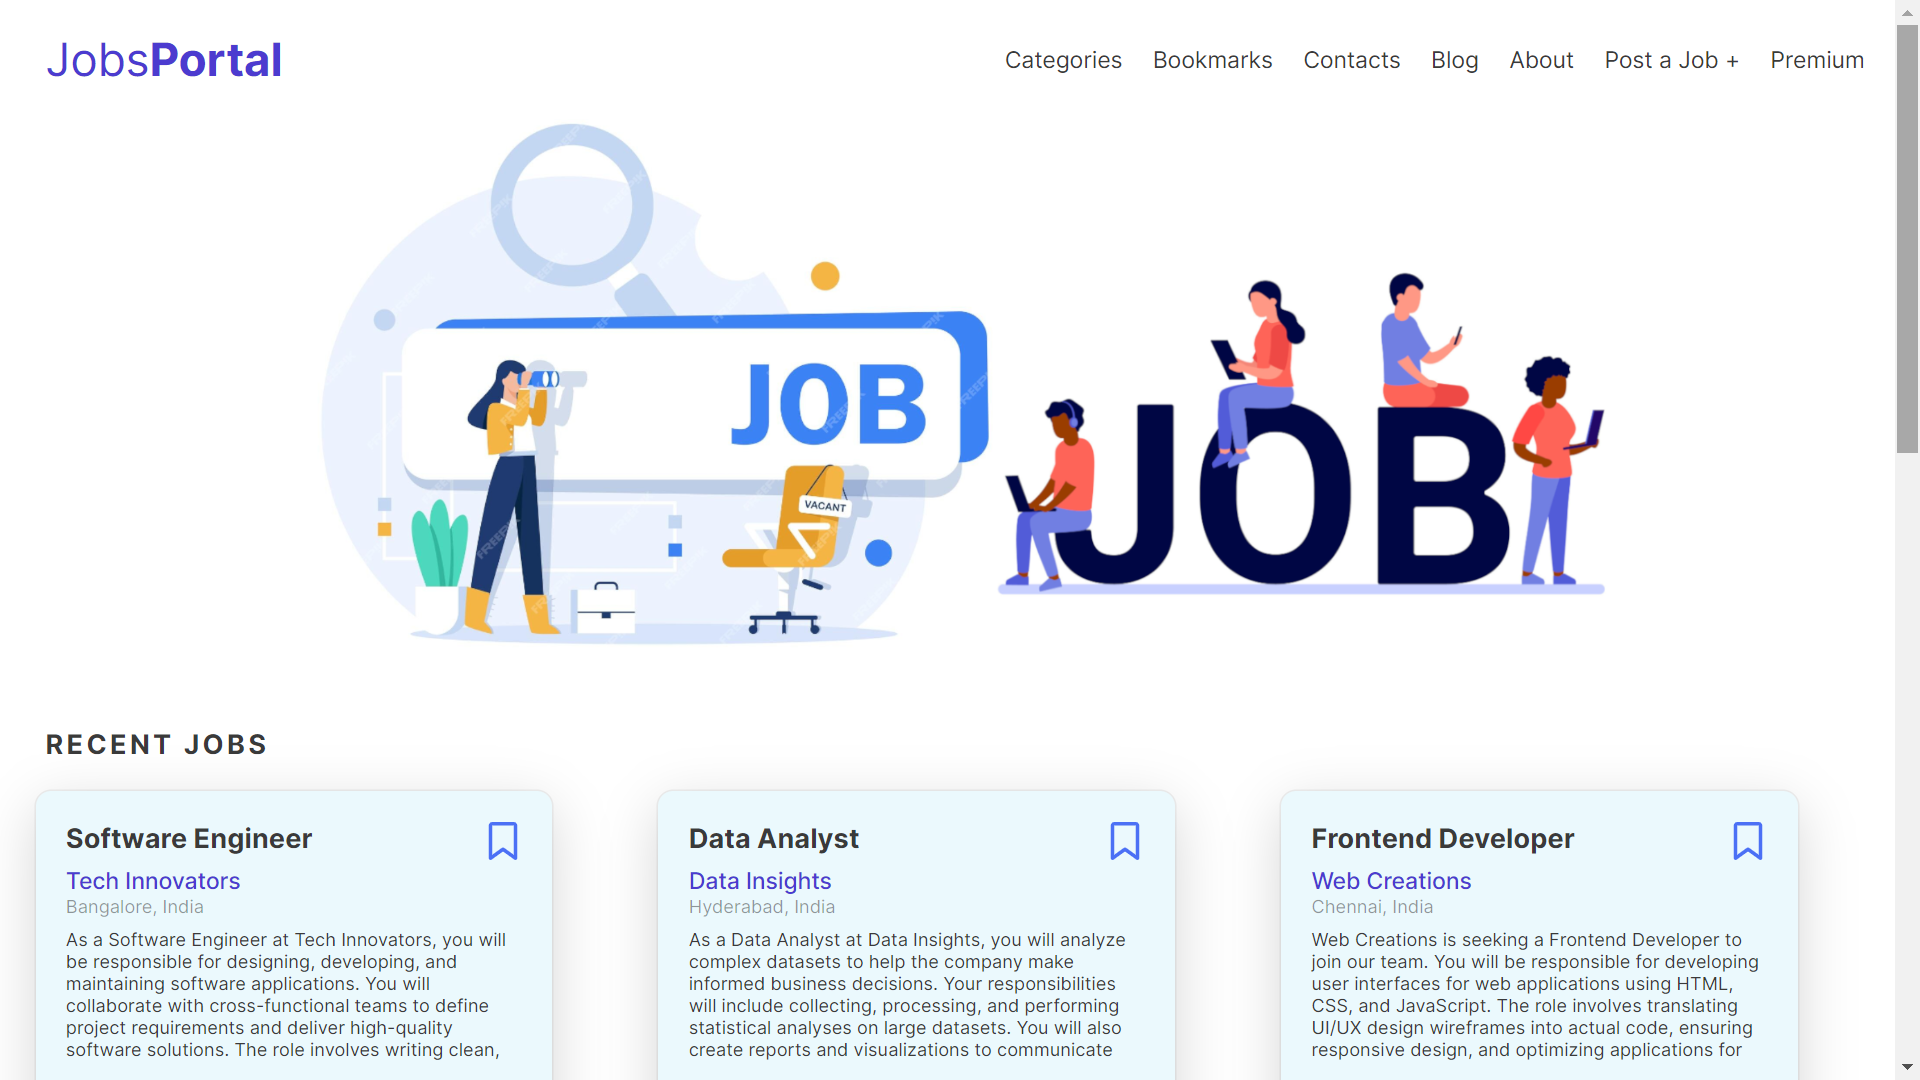 JobsPortal
Categories Bookmarks Contacts Blog About Post a Job + Premium
JOB
VACANT
JOB
RECENT JOBS
Software Engineer
Tech Innovators
Bangalore, India
As a Software Engineer at Tech Innovators, you will
be responsible for designing, developing, and
maintaining software applications. You will
collaborate with cross-functional teams to define
project requirements and deliver high-quality
software solutions. The role involves writing clean,
Data Analyst
Data Insights
Hyderabad, India
As a Data Analyst at Data Insights, you will analyze
complex datasets to help the company make
informed business decisions. Your responsibilities
will include collecting, processing, and performing
statistical analyses on large datasets. You will also
create reports and visualizations to communicate
Frontend Developer
Web Creations
Chennai, India
Web Creations is seeking a Frontend Developer to
join our team. You will be responsible for developing
user interfaces for web applications using HTML,
CSS, and JavaScript. The role involves translating
UI/UX design wireframes into actual code, ensuring
responsive design, and optimizing applications for